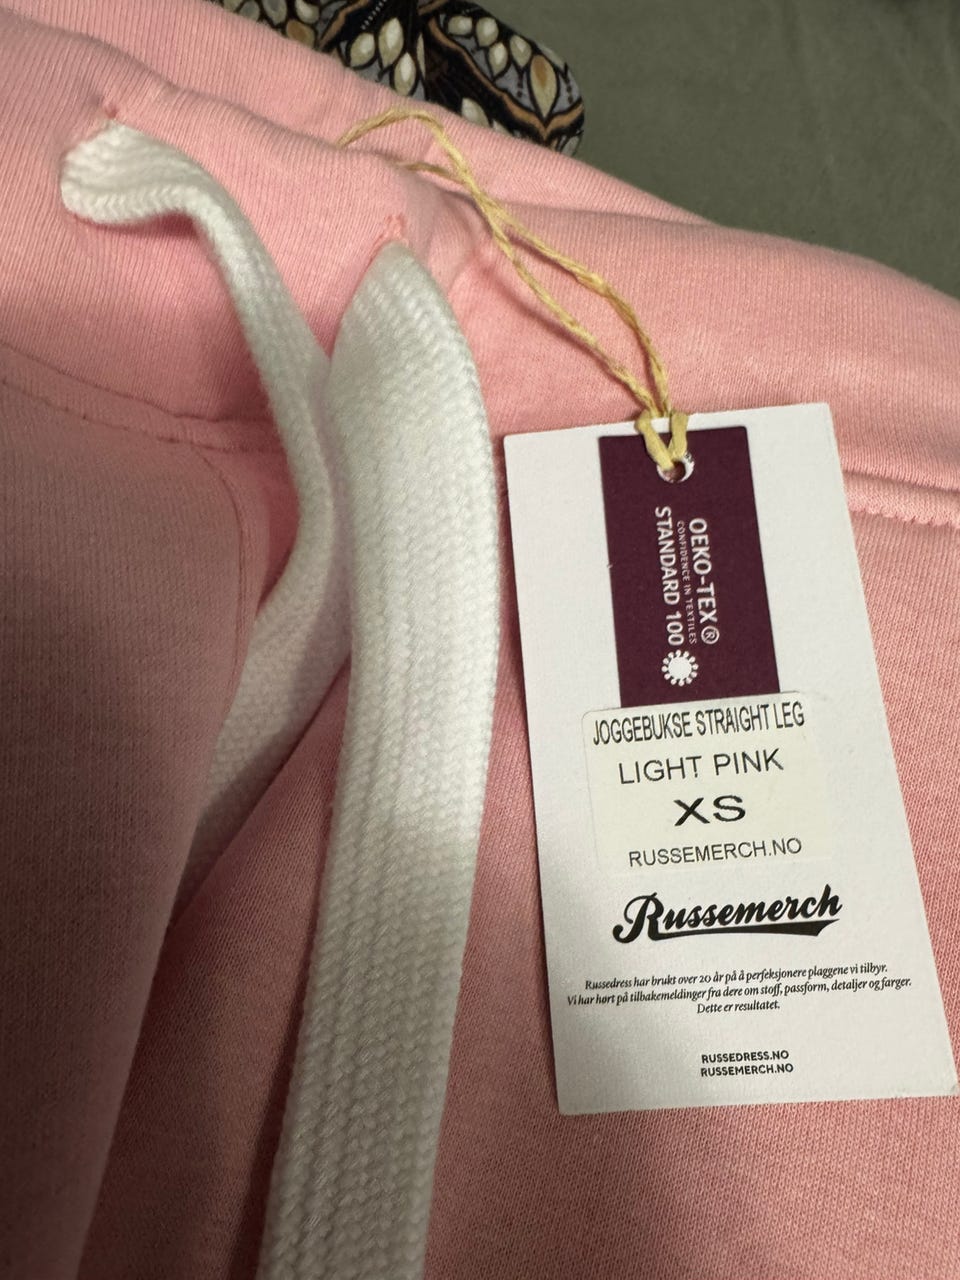 OEKO-TEX®
CONFIDENCE IN TEXTILES
STANDARD 100
JOGGEBUKSE STRAIGHT LEG
LIGHT PINK
XS
RUSSEMERCH.NO
Russemerch
Russedress har brukt over 20 år på å perfeksjonere plaggene vi tilbyr.
Vi har hørt på tilbakemeldinger fra dere om stoff, passform, detaljer og farger.
Dette er resultatet.
RUSSEDRESS.NO
RUSSEMERCH.NO